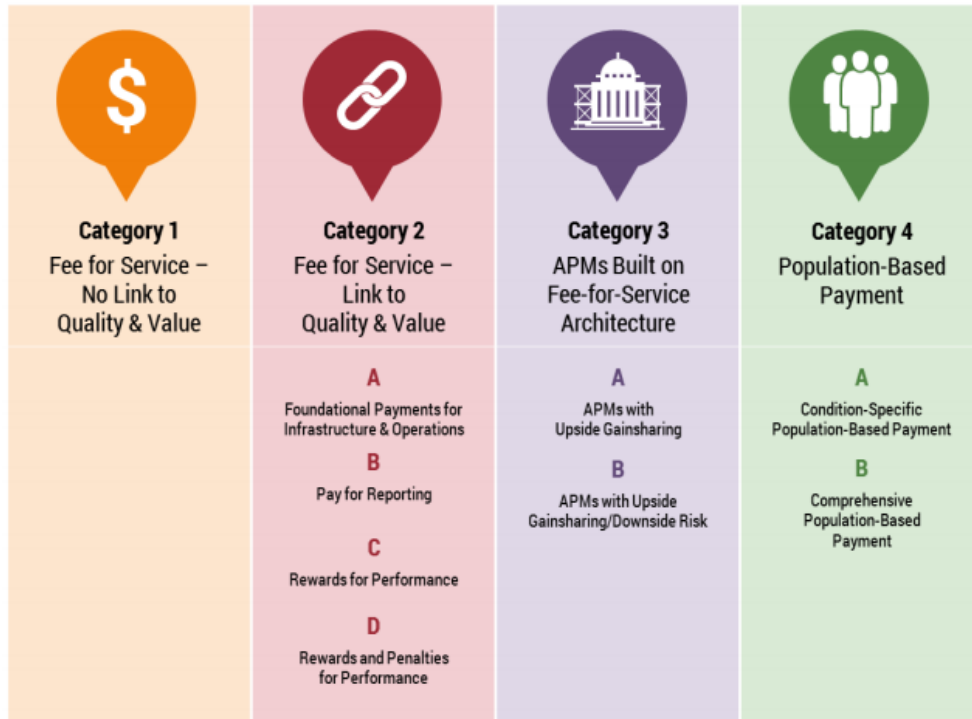 $
Category 1
Fee for Service –
No Link to
Quality & Value
Category 2
Fee for Service –
Link to
Quality & Value
A
Foundational Payments for
Infrastructure & Operations
B
Pay for Reporting
C
Rewards for Performance
D
Rewards and Penalties
for Performance
Category 3
APMs Built on
Fee-for-Service
Architecture
A
APMs with
Upside Gainsharing
B
APMs with Upside
Gainsharing/Downside Risk
Category 4
Population-Based
Payment
A
Condition-Specific
Population-Based Payment
B
Comprehensive
Population-Based
Payment